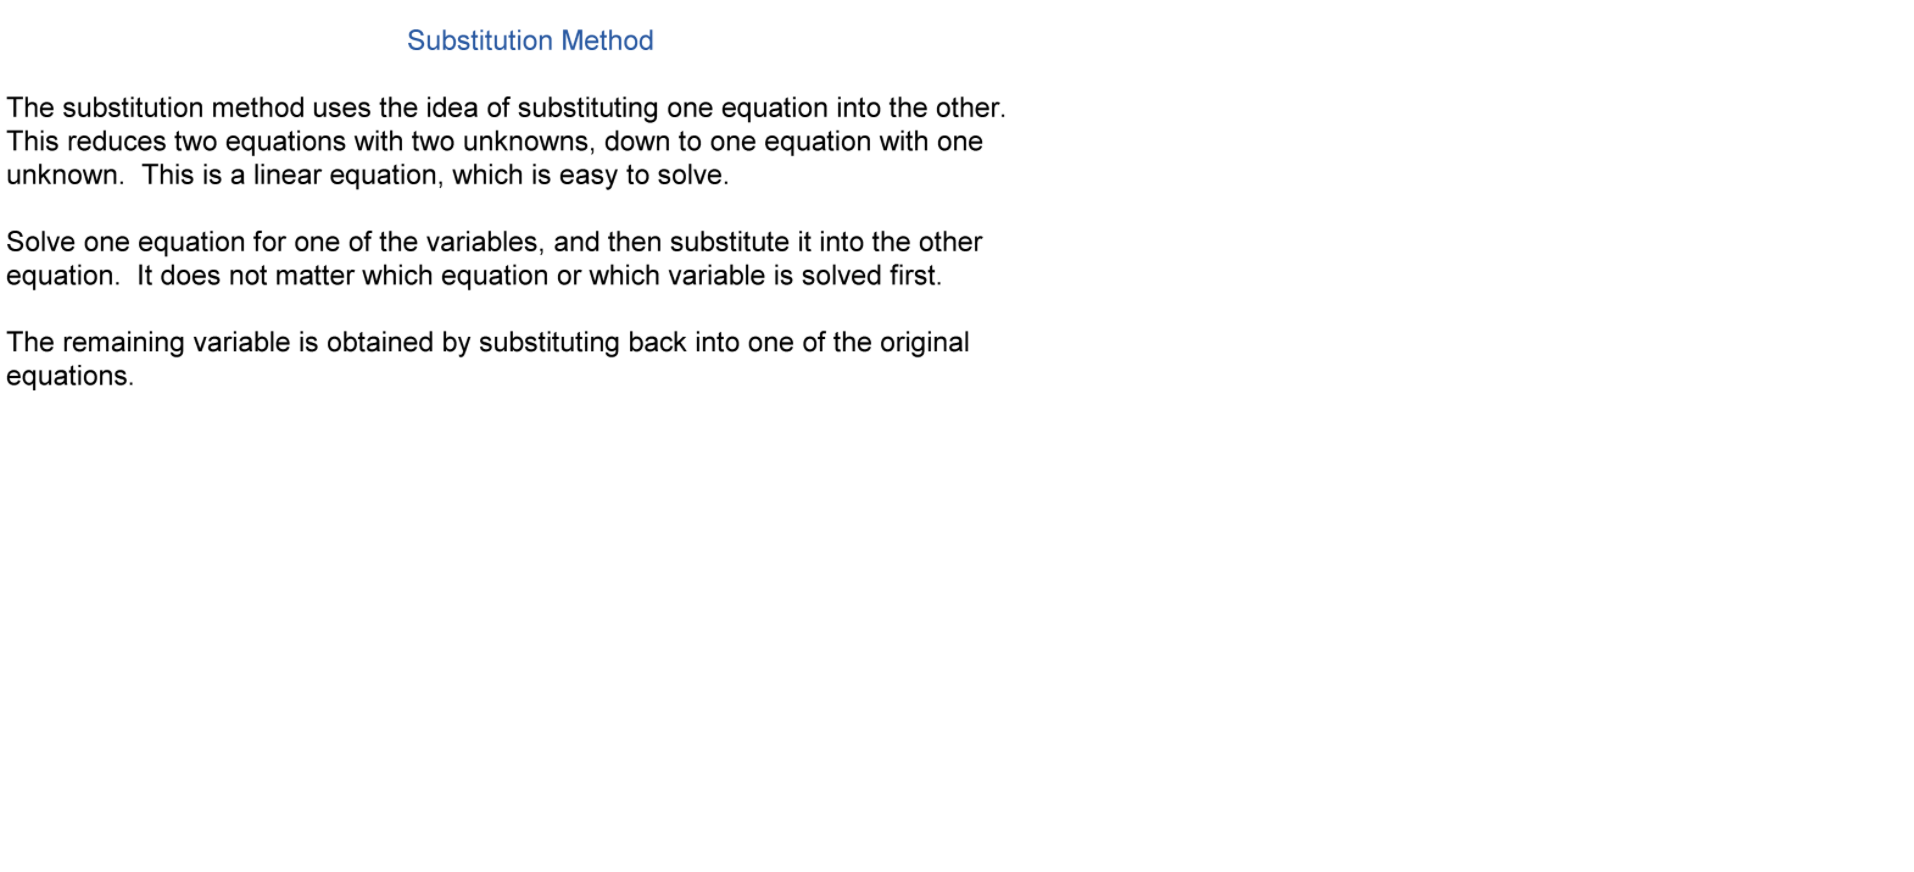 Substitution Method
The substitution method uses the idea of substituting one equation into the other.
This reduces two equations with two unknowns, down to one equation with one
unknown.  This is a linear equation, which is easy to solve.
Solve one equation for one of the variables, and then substitute it into the other
equation.  It does not matter which equation or which variable is solved first.
The remaining variable is obtained by substituting back into one of the original
equations.